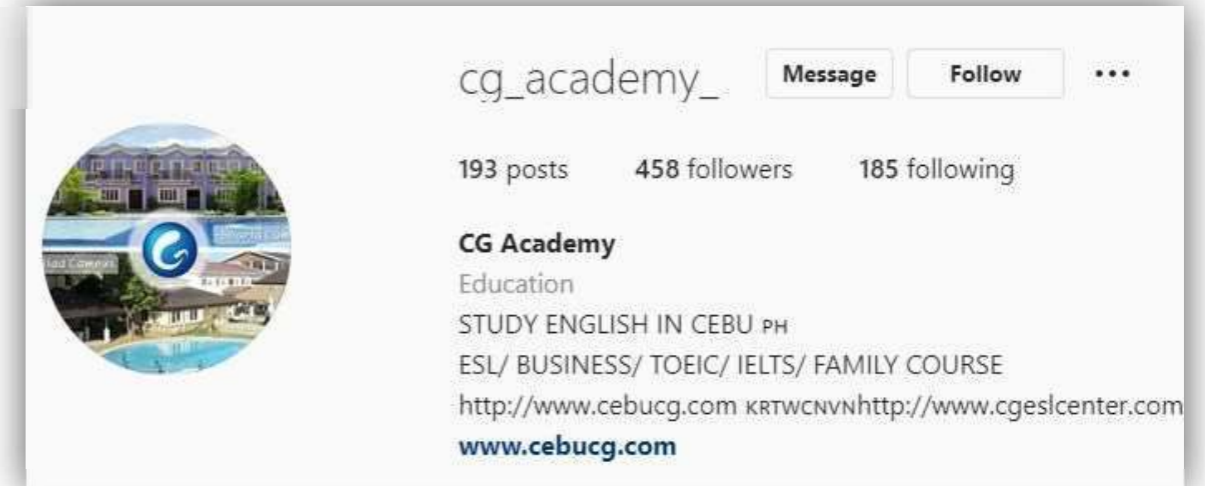 cg_academy_ Message Follow ...
193 posts 458 followers 185 following
CG Academy
Education
STUDY ENGLISH IN CEBU PH
ESL/ BUSINESS/ TOEIC/ IELTS/ FAMILY COURSE
http://www.cebucg.com KRTWCNVNhttp://www.cgeslcenter.com
www.cebucg.com